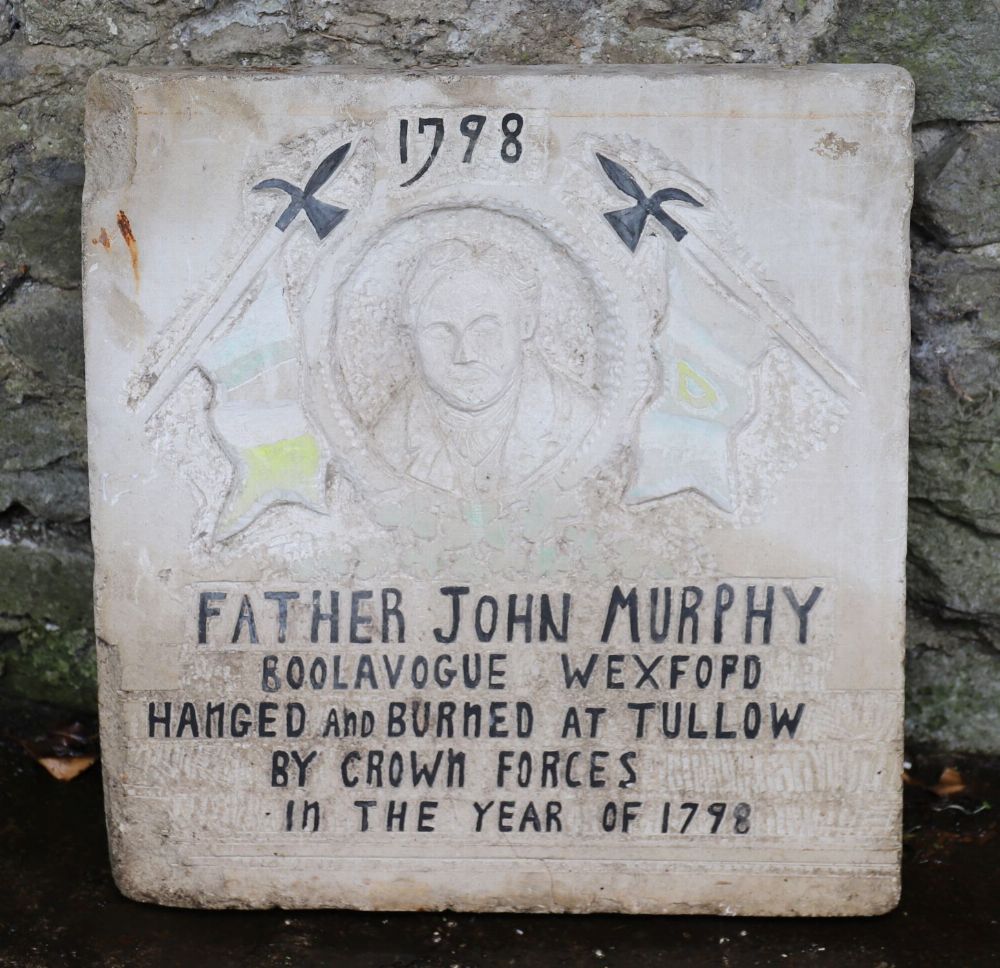 1798
FATHER JOHN MURPHY
BOOLAVOGUE WEXFORD
HANGED AND BURNED AT TULLOW
BY CROWN FORCES
IN THE YEAR OF 1798